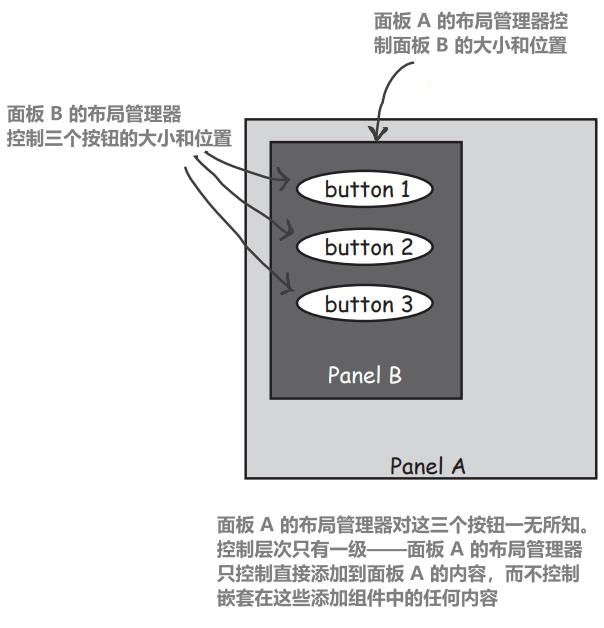 面板 A 的布局管理器控
制面板 B 的大小和位置
面板 B 的布局管理器
控制三个按钮的大小和位置
button 1
button 2
button 3
Panel B
Panel A
面板 A 的布局管理器对这三个按钮一无所知。
控制层次只有一级——面板 A 的布局管理器
只控制直接添加到面板 A 的内容，而不控制
嵌套在这些添加组件中的任何内容